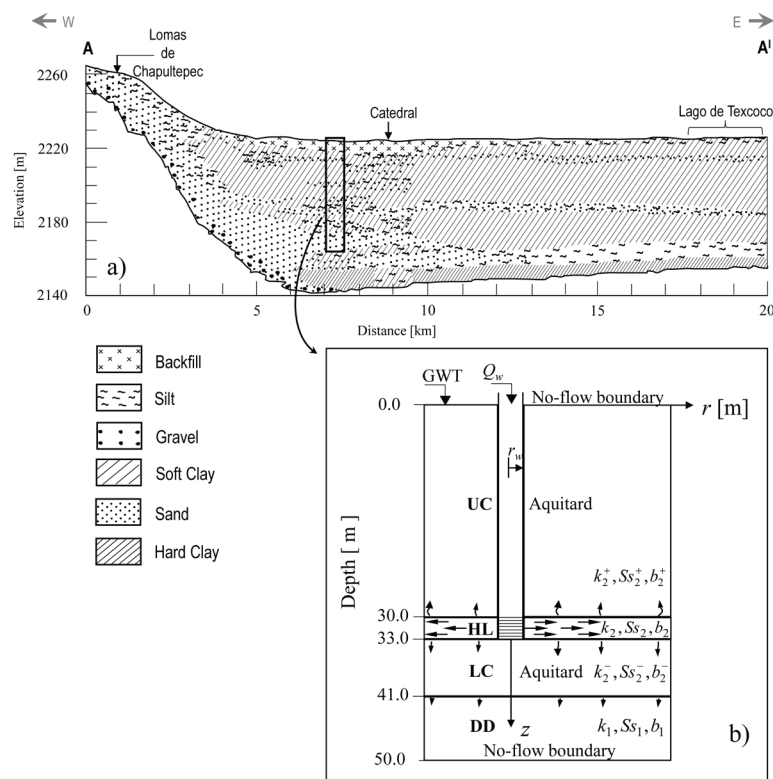 W
E
A
A^I
Lomas
de
Chapultepec
Catedral
Lago de Texcoco
Elevation [m]
2260
2220
2180
2140
a)
0
5
10
15
20
Distance [km]
Backfill
Silt
Gravel
Soft Clay
Sand
Hard Clay
GWT
Q_w
No-flow boundary
0.0
r [m]
r_w
UC
Aquitard
Depth [ m ]
k_2^+, Ss_2^+, b_2^+
30.0
HL
k_2, Ss_2, b_2
33.0
LC
Aquitard
k_2^-, Ss_2^-, b_2^-
41.0
DD
z
k_1, Ss_1, b_1
b)
No-flow boundary
50.0